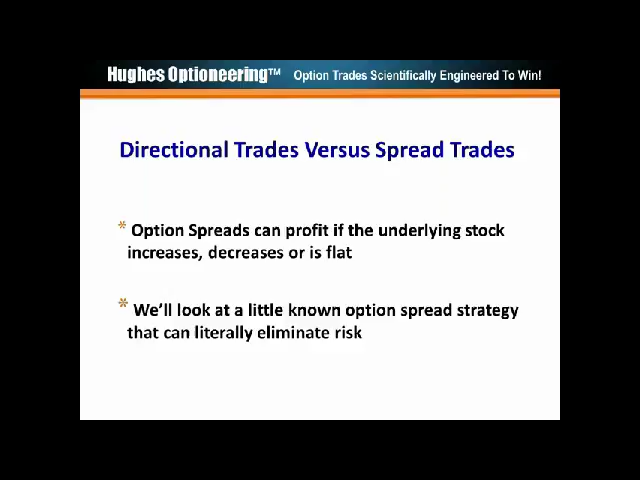 Hughes Optioneering™ Option Trades Scientifically Engineered To Win!
Directional Trades Versus Spread Trades
* Option Spreads can profit if the underlying stock
increases, decreases or is flat
* We'll look at a little known option spread strategy
that can literally eliminate risk